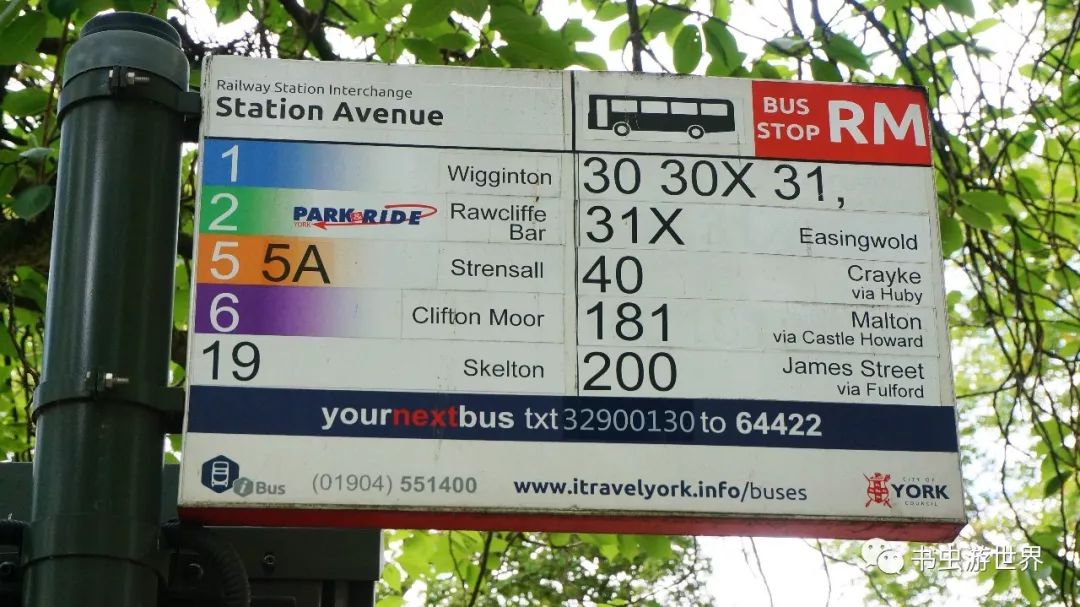 Railway Station Interchange
Station Avenue
1 Wigginton
2 PARK & RIDE YORK Rawcliffe
Bar
5 5A Strensall
6 Clifton Moor
19 Skelton
BUS
STOP RM
30 30X 31,
31X Easingwold
40 Crayke
via Huby
181 Malton
via Castle Howard
200 James Street
via Fulford
yournextbus txt 32900130 to 64422
iBus (01904) 551400 www.itravelyork.info/buses
CITY OF
YORK
COUNCIL
书虫游世界